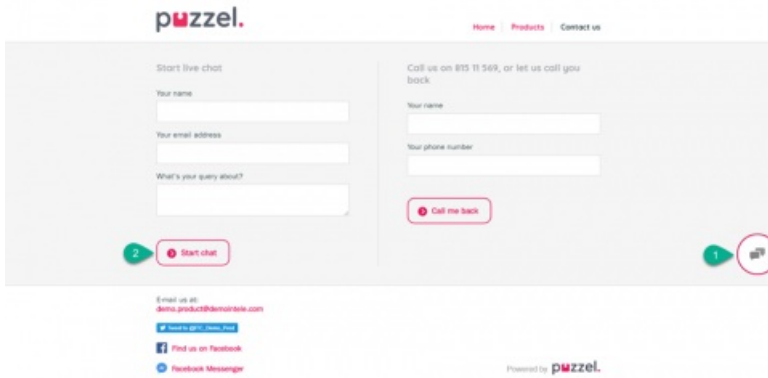 puzzel.
Home Products Contact us
Start live chat
Your name
Your email address
What's your query about?
2
Start chat
Call us on 815 11 569, or let us call you
back
Your name
Your phone number
Call me back
1
E-mail us at:
demo.product@demointele.com
Find us on Facebook
Facebook Messenger
Powered by puzzel.